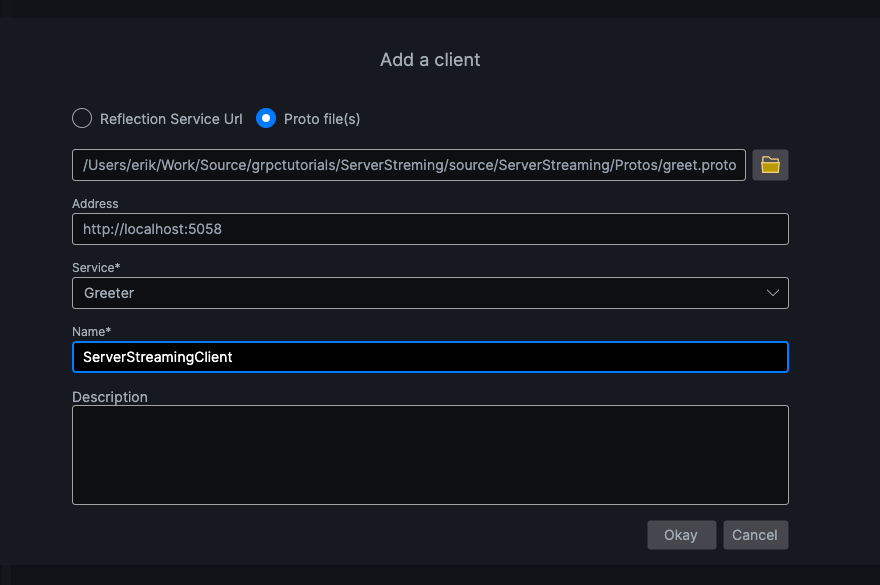 Add a client
Reflection Service Url Proto file(s)
/Users/erik/Work/Source/grpctutorials/ServerStreming/source/ServerStreaming/Protos/greet.proto
Address
http://localhost:5058
Service*
Greeter
Name*
ServerStreamingClient
Description
Okay Cancel